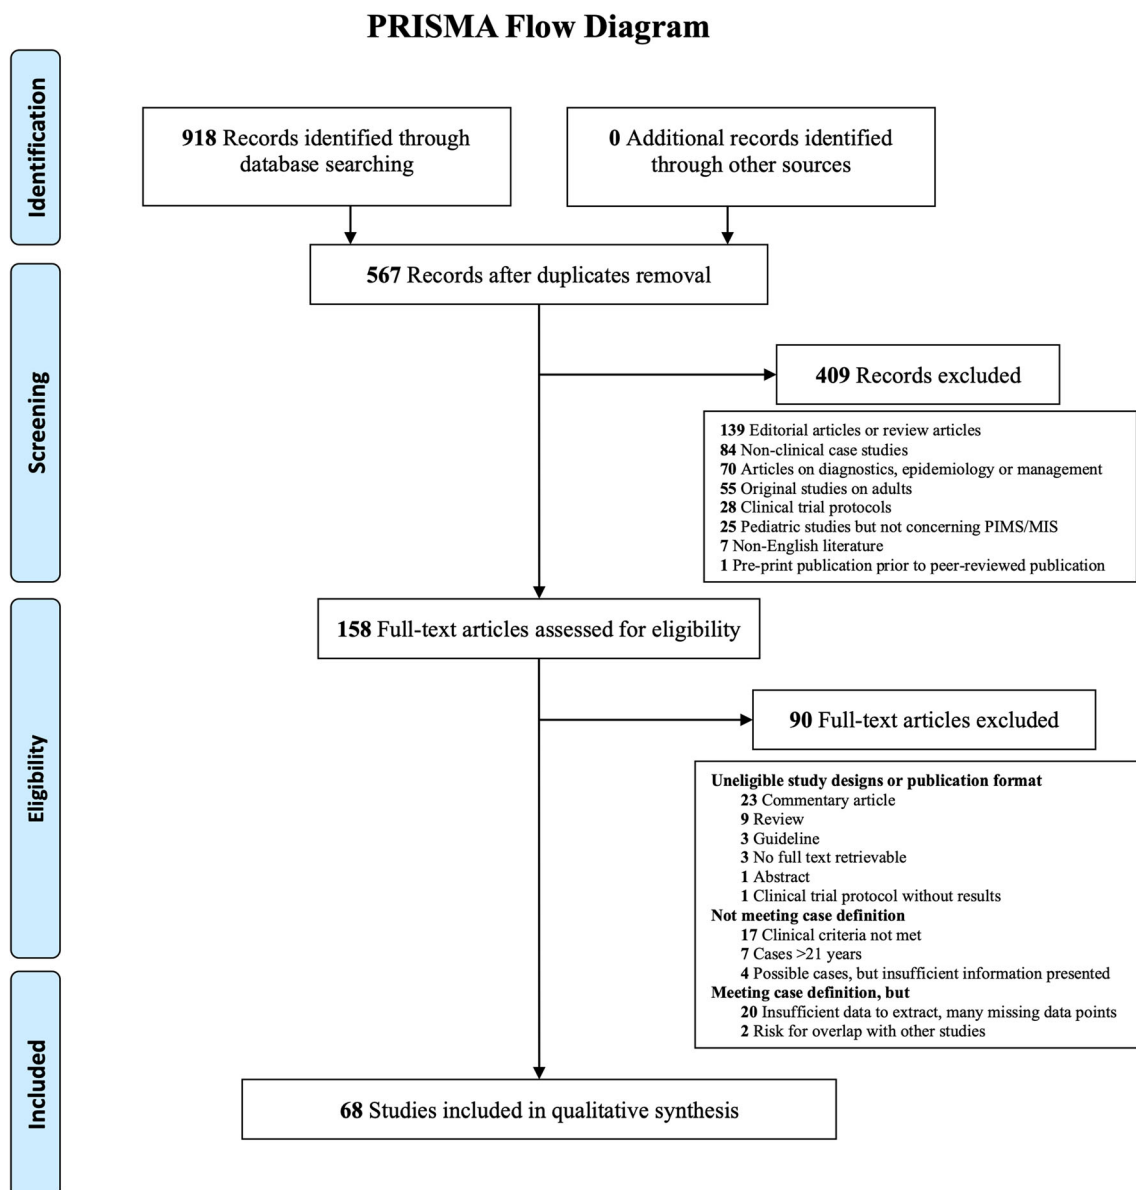 PRISMA Flow Diagram
Identification
918 Records identified through
database searching
0 Additional records identified
through other sources
567 Records after duplicates removal
Screening
409 Records excluded
139 Editorial articles or review articles
84 Non-clinical case studies
70 Articles on diagnostics, epidemiology or management
55 Original studies on adults
28 Clinical trial protocols
25 Pediatric studies but not concerning PIMS/MIS
7 Non-English literature
1 Pre-print publication prior to peer-reviewed publication
Eligibility
158 Full-text articles assessed for eligibility
90 Full-text articles excluded
Uneligible study designs or publication format
23 Commentary article
9 Review
3 Guideline
3 No full text retrievable
1 Abstract
1 Clinical trial protocol without results
Not meeting case definition
17 Clinical criteria not met
7 Cases >21 years
4 Possible cases, but insufficient information presented
Meeting case definition, but
20 Insufficient data to extract, many missing data points
2 Risk for overlap with other studies
Included
68 Studies included in qualitative synthesis